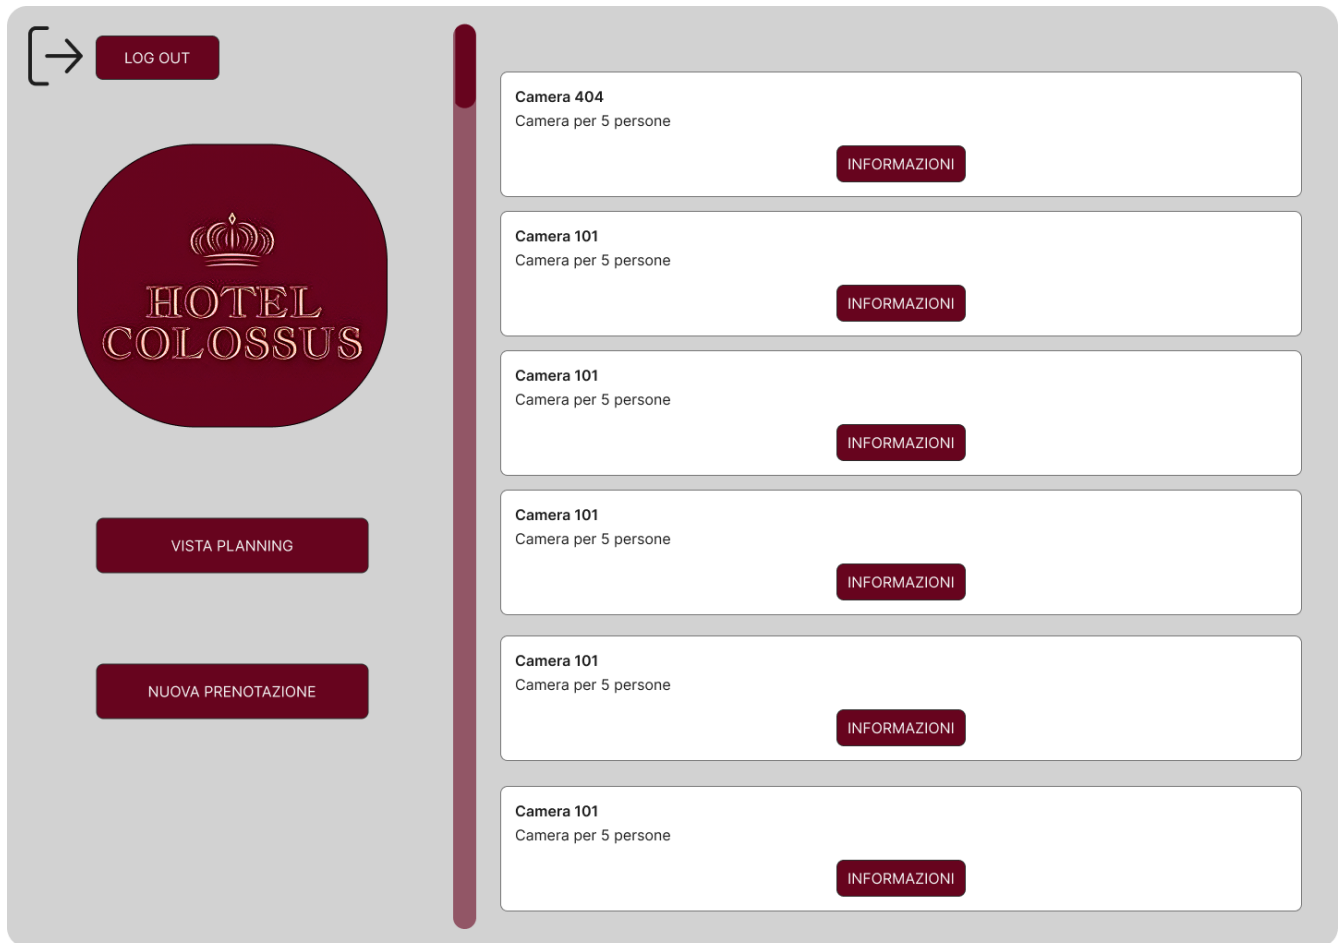 LOG OUT
HOTEL
COLOSSUS
VISTA PLANNING
NUOVA PRENOTAZIONE
Camera 404
Camera per 5 persone
INFORMAZIONI
Camera 101
Camera per 5 persone
INFORMAZIONI
Camera 101
Camera per 5 persone
INFORMAZIONI
Camera 101
Camera per 5 persone
INFORMAZIONI
Camera 101
Camera per 5 persone
INFORMAZIONI
Camera 101
Camera per 5 persone
INFORMAZIONI